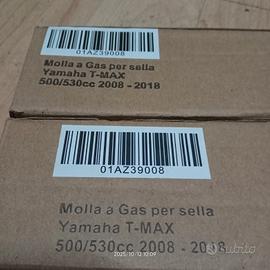 01AZ39008
Molla a Gas per sella
Yamaha T-MAX
500/530cc 2008 - 2018
01AZ39008
Molla a Gas per sella
Yamaha T-MAX
500/530cc 2008 - 2018
2025-10-12 10:09
subito